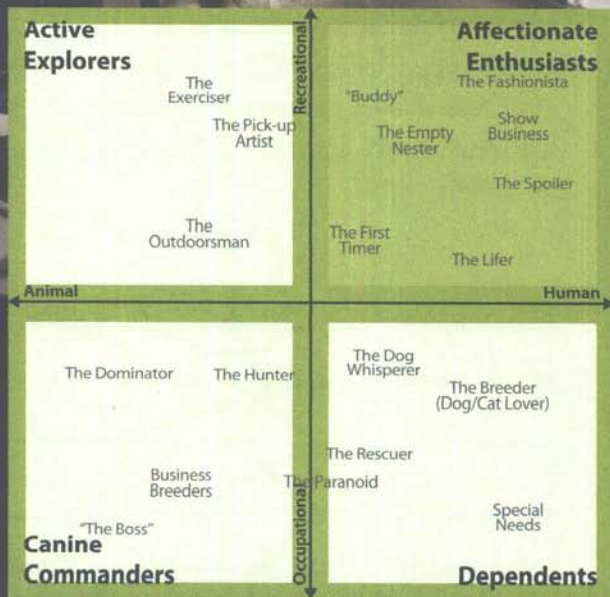 Active
Explorers
Recreational
Affectionate
Enthusiasts
The
Exerciser
The Pick-up
Artist
The
Outdoorsman
"Buddy"
The Fashionista
The Empty
Nester
Show
Business
The Spoiler
The First
Timer
The Lifer
Animal
Human
The Dominator
The Hunter
Business
Breeders
"The Boss"
Canine
Commanders
The Dog
Whisperer
The Breeder
(Dog/Cat Lover)
The Rescuer
The Paranoid
Special
Needs
Occupational
Dependents